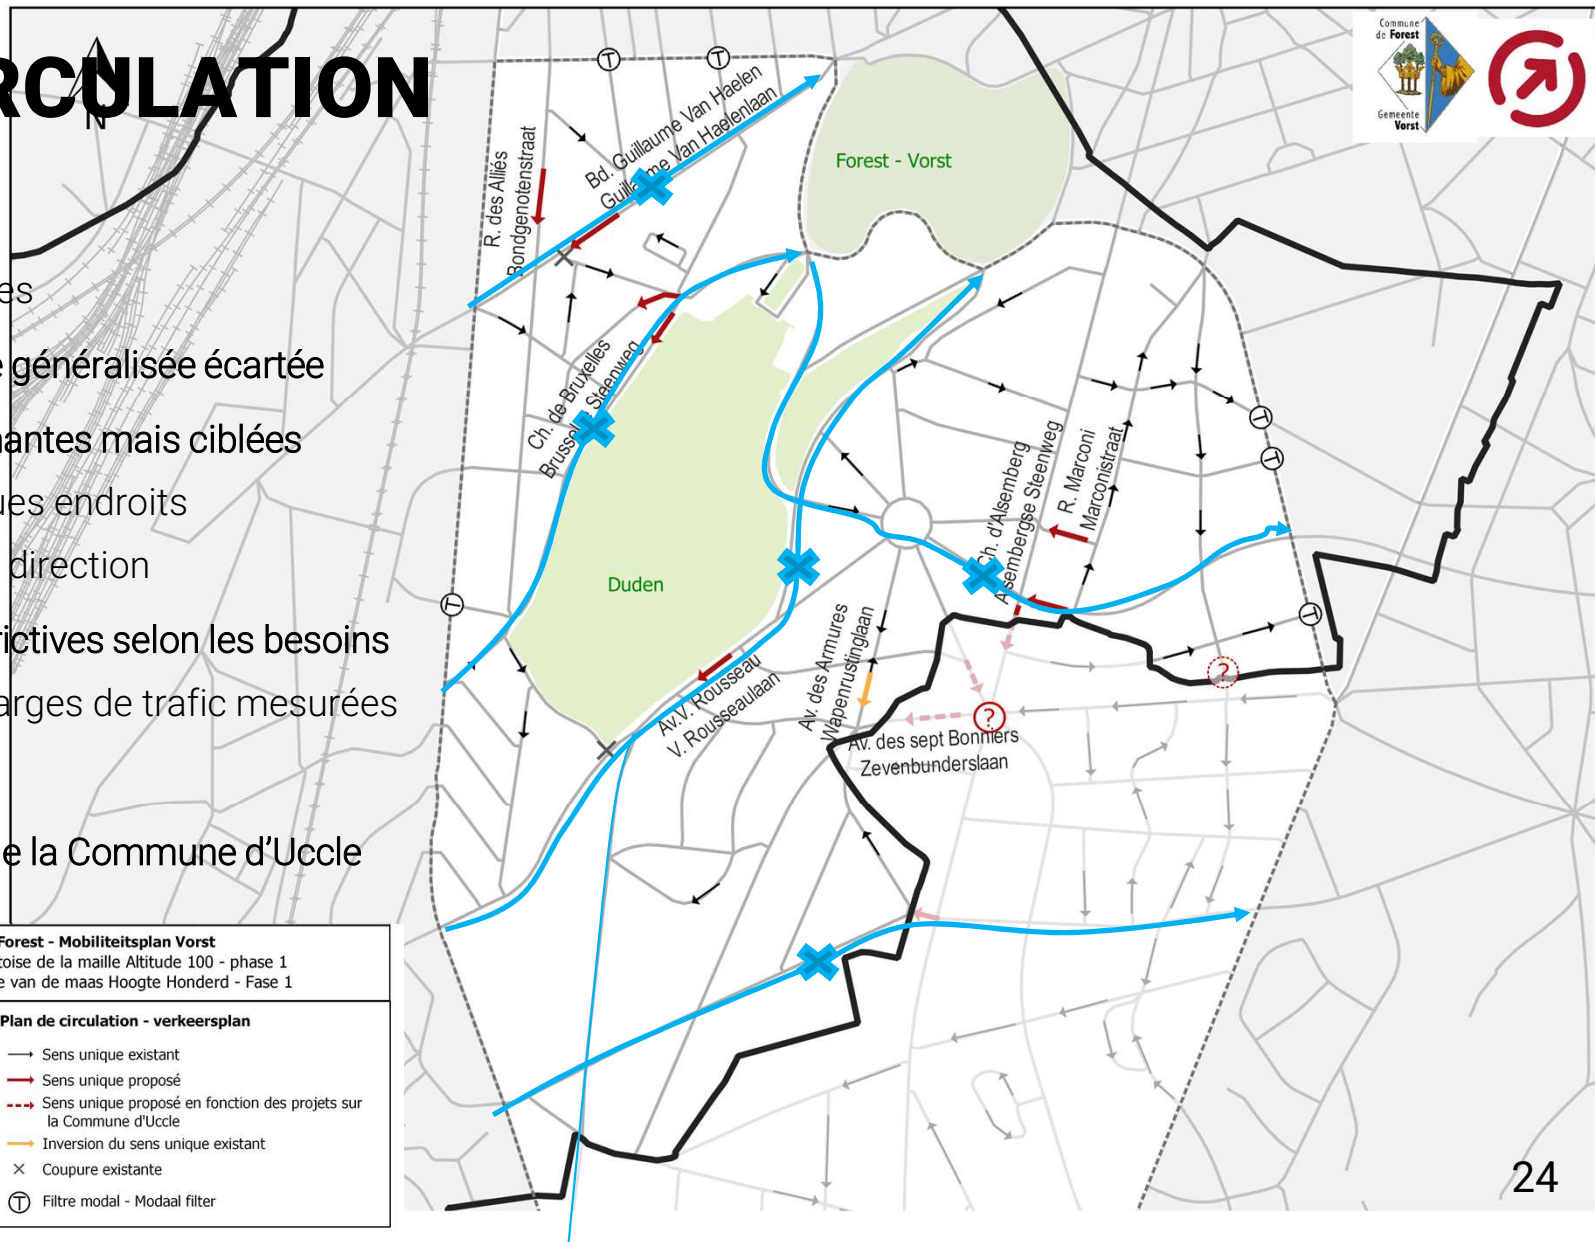 RCULATION
N
Commune
de Forest
Gemeente
Vorst
es
e généralisée écartée
nantes mais ciblées
ues endroits
direction
rictives selon les besoins
arges de trafic mesurées
e la Commune d'Uccle
T
T
Bd. Guillaume Van Haelen
Guillaume Van Haelenlaan
R. des Alliés
Bondgenotenstraat
Forest - Vorst
Ch. de Bruxelles
Brusselse Steenweg
Duden
T
T
T
T
Ch. d'Alsemberg
Alsembergse Steenweg
R. Marconi
Marconistraat
Av. des Armures
Wapenrustinglaan
Av.V. Rousseau
V. Rousseaulaan
?
?
Av. des sept Bonniers
Zevenbunderslaan
Forest - Mobiliteitsplan Vorst
toise de la maille Altitude 100 - phase 1
e van de maas Hoogte Honderd - Fase 1
Plan de circulation - verkeersplan
Sens unique existant
Sens unique proposé
Sens unique proposé en fonction des projets sur
la Commune d'Uccle
Inversion du sens unique existant
Coupure existante
T Filtre modal - Modaal filter
24